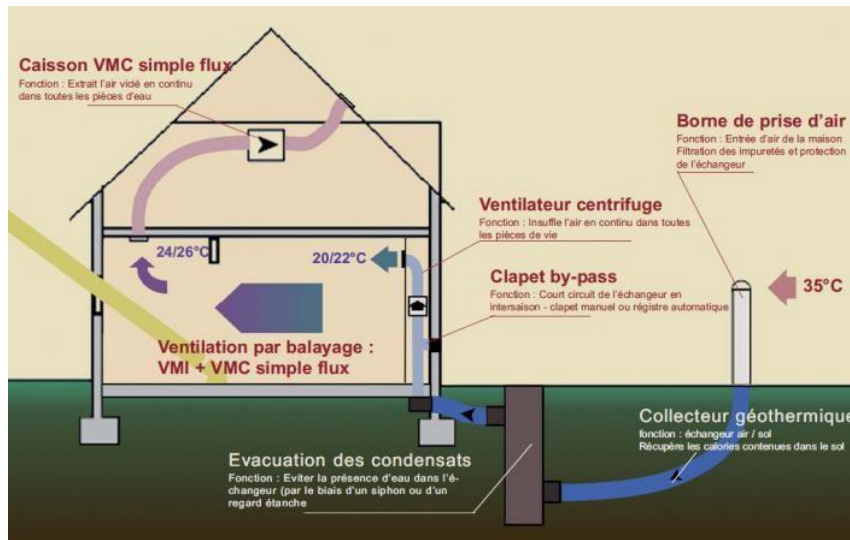 Caisson VMC simple flux
Fonction : Extrait l'air vicié en continu
dans toutes les pièces d'eau
Borne de prise d'air
Fonction : Entrée d'air de la maison
Filtration des impuretés et protection
de l'échangeur
Ventilateur centrifuge
Fonction : Insuffle l'air en continu dans toutes
les pièces de vie
24/26°C
20/22°C
Clapet by-pass
Fonction : Court circuit de l'échangeur en
intersaison - clapet manuel ou régistre automatique
35°C
Ventilation par balayage :
VMI + VMC simple flux
Collecteur géothermique
fonction : échangeur air / sol
Récupère les calories contenues dans le sol
Evacuation des condensats
Fonction : Eviter la présence d'eau dans l'é-
changeur (par le biais d'un siphon ou d'un
regard étanche